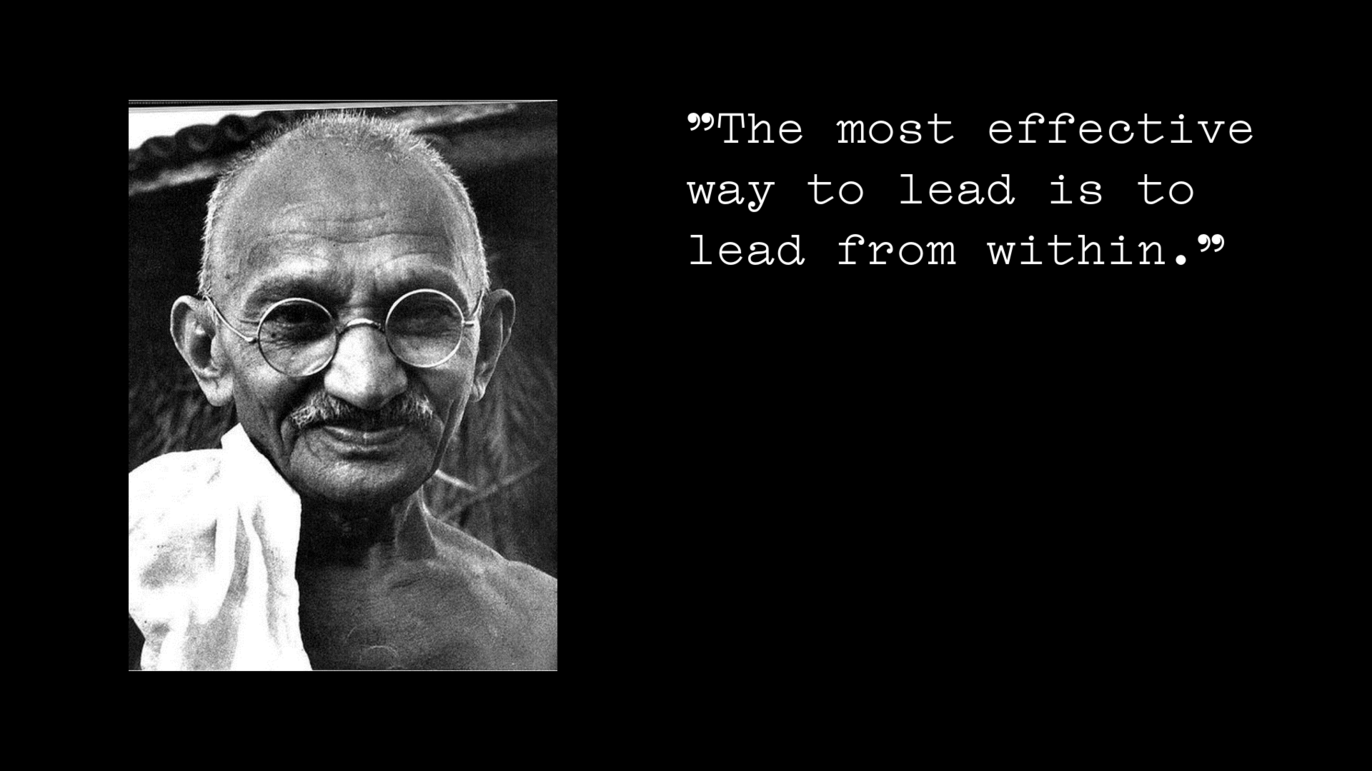 ”The most effective
way to lead is to
lead from within.”